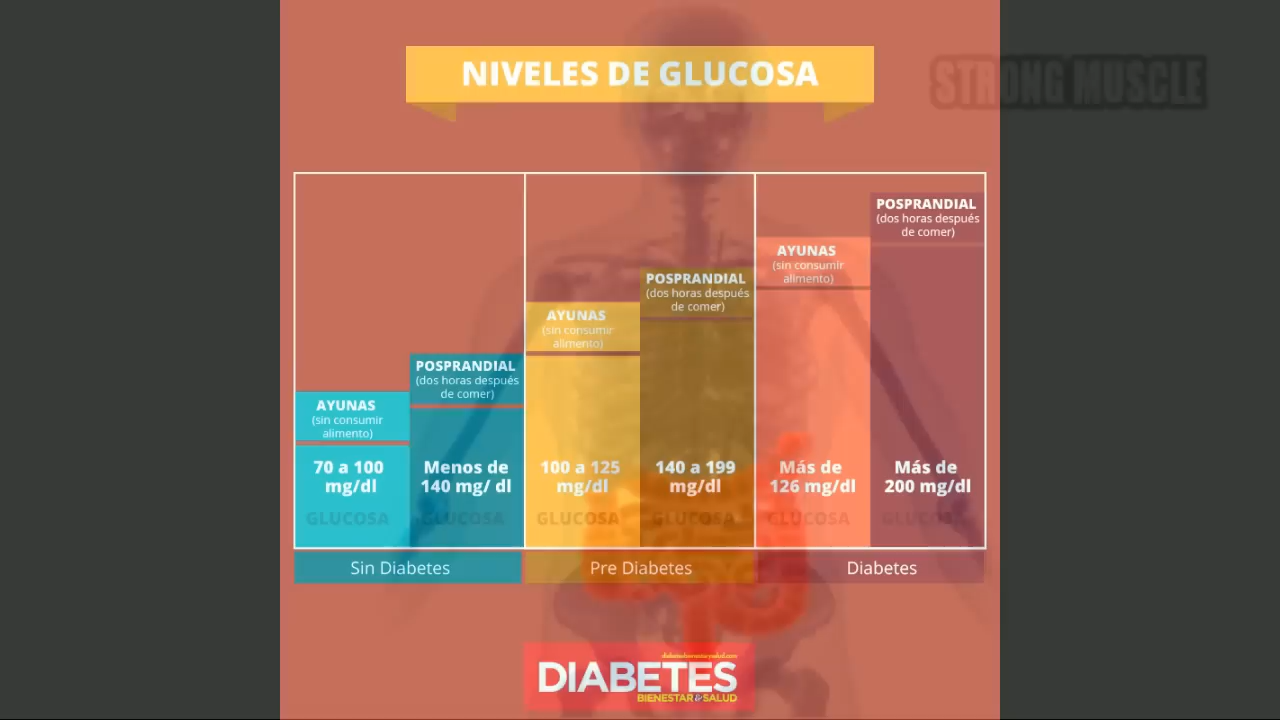 NIVELES DE GLUCOSA
STRONG MUSCLE
AYUNAS
(sin consumir
alimento)
70 a 100
mg/dl
GLUCOSA
POSPRANDIAL
(dos horas después
de comer)
Menos de
140 mg/ dl
GLUCOSA
AYUNAS
(sin consumir
alimento)
100 a 125
mg/dl
GLUCOSA
POSPRANDIAL
(dos horas después
de comer)
140 a 199
mg/dl
GLUCOSA
AYUNAS
(sin consumir
alimento)
Más de
126 mg/dl
GLUCOSA
POSPRANDIAL
(dos horas después
de comer)
Más de
200 mg/dl
GLUCOSA
Sin Diabetes
Pre Diabetes
Diabetes
diabetesbienestarysalud.com
DIABETES
BIENESTAR & SALUD